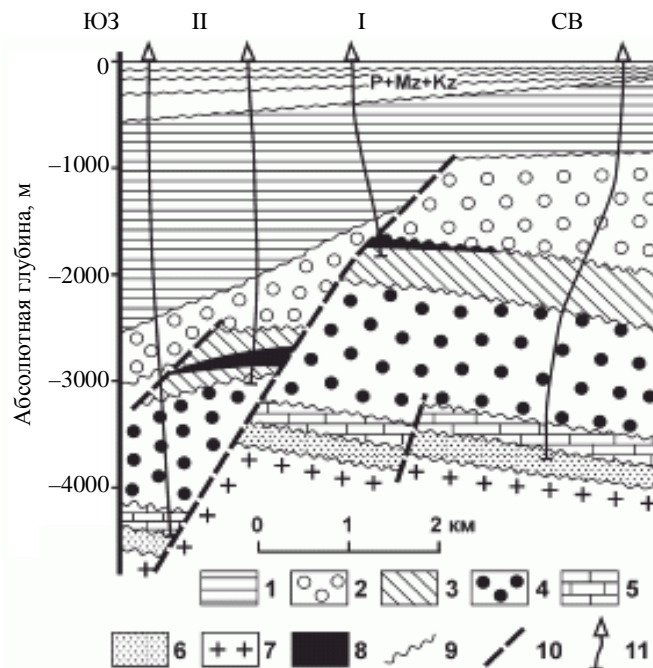 ЮЗ II I СВ
0
P+Mz+Kz
–1000
–2000
–3000
–4000
Абсолютная глубина, м
0 1 2 км
1 2 3 4 5
6 7 8 9 10 11